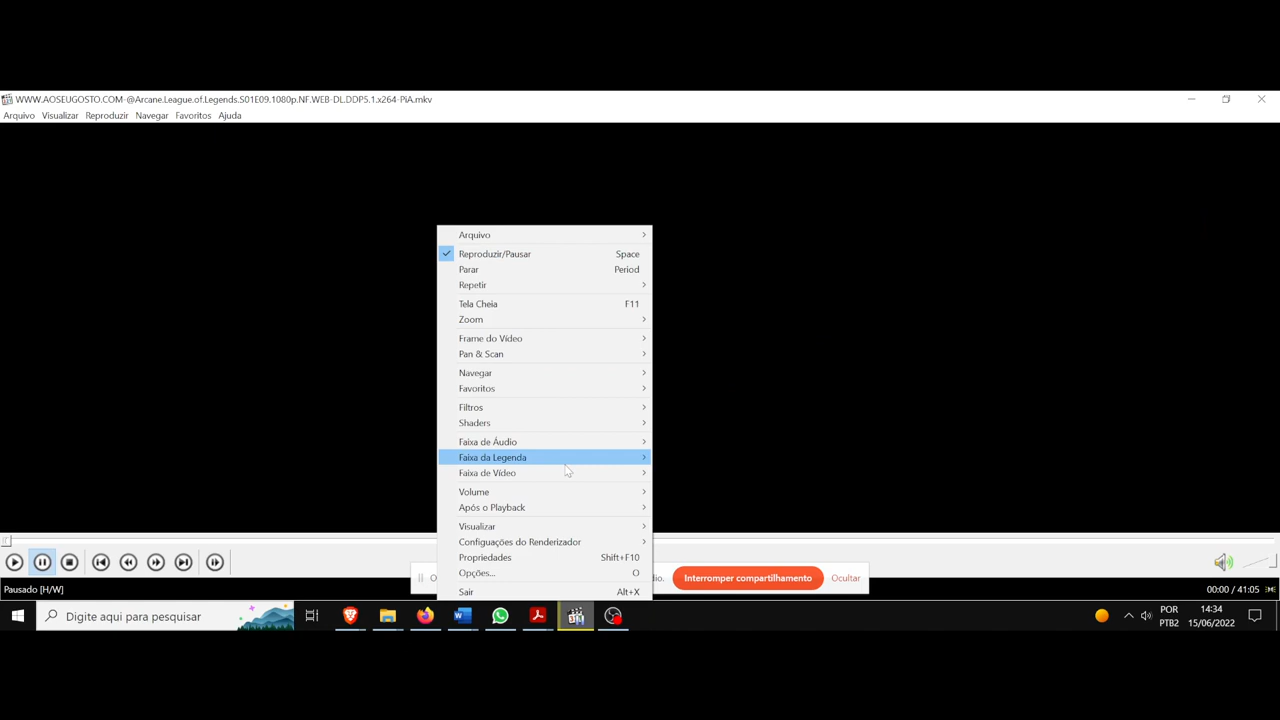 WWW.AOSEUGOSTO.COM-@Arcane.League.of.Legends.S01E09.1080p.NF.WEB-DL.DDP5.1.x264-PiA.mkv
Arquivo Visualizar Reproduzir Navegar Favoritos Ajuda
Arquivo
Reproduzir/Pausar Space
Parar Period
Repetir
Tela Cheia F11
Zoom
Frame do Vídeo
Pan & Scan
Navegar
Favoritos
Filtros
Shaders
Faixa de Áudio
Faixa da Legenda
Faixa de Vídeo
Volume
Após o Playback
Visualizar
Configuações do Renderizador
Propriedades Shift+F10
Opções... O
Sair Alt+X
O
dio.
Interromper compartilhamento Ocultar
Pausado [H/W] 00:00 / 41:05
Digite aqui para pesquisar
POR
PTB2
14:34
15/06/2022